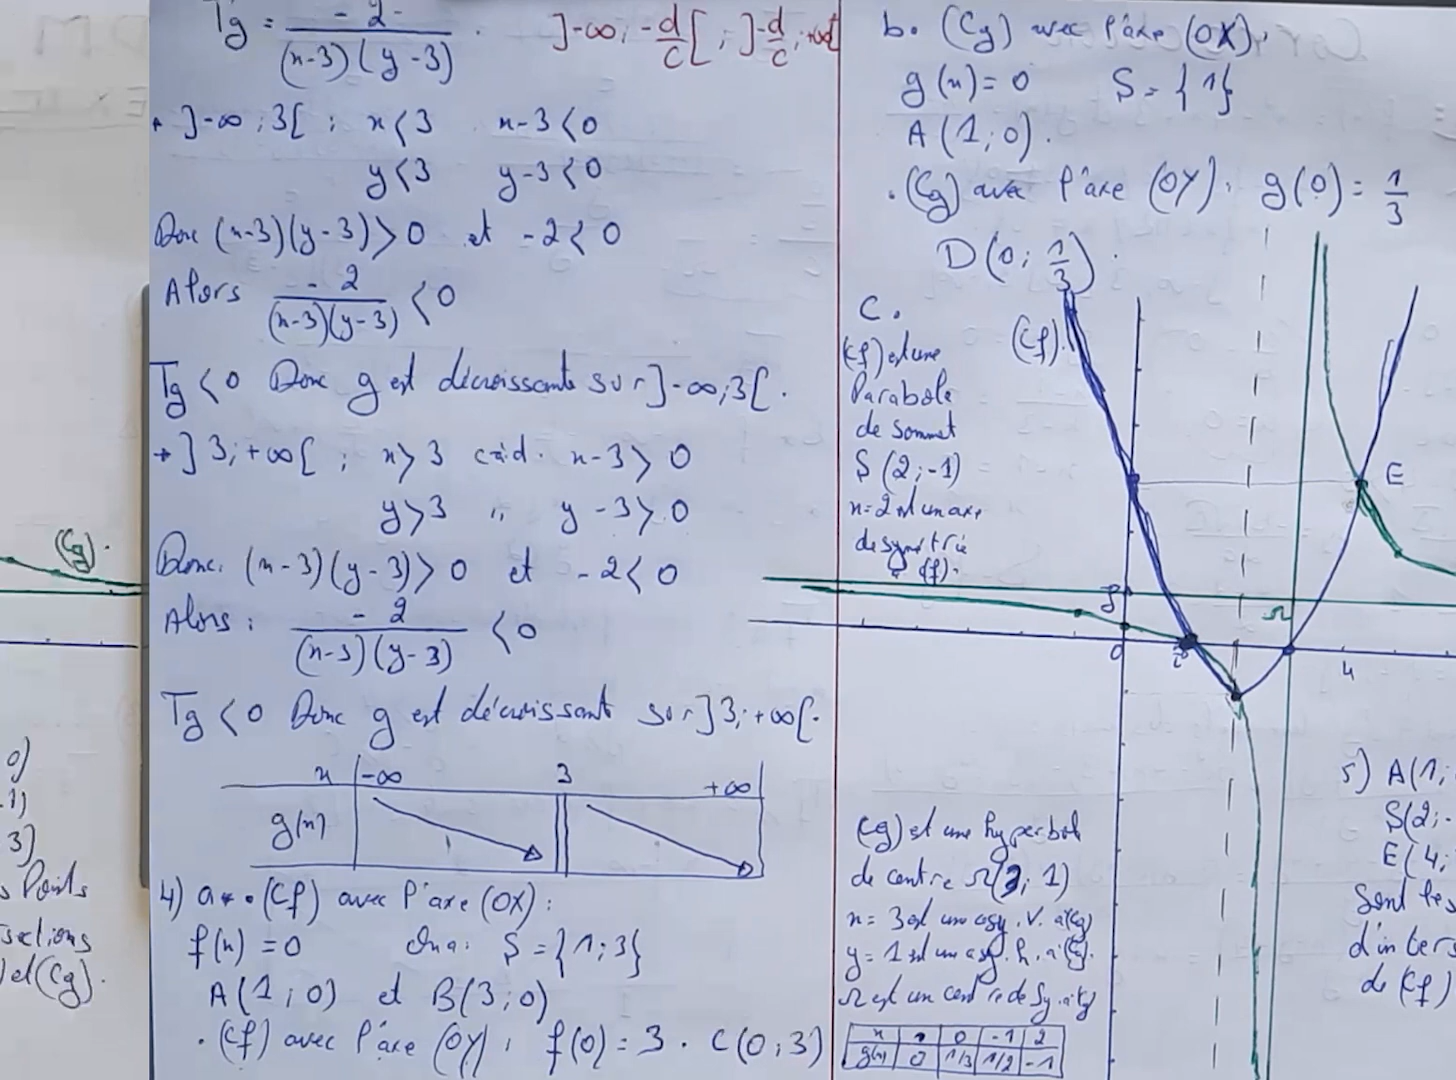 Tg = -2 / (x-3)(y-3) . ]-∞; -d/c[ ; ]-d/c; +∞[
• ]-∞; 3[ ; x<3 x-3<0
y<3 y-3<0
Donc (x-3)(y-3)>0 et -2<0
Alors -2 / (x-3)(y-3) <0
Tg<0 Donc g est décroissante sur ]-∞;3[.
• ]3;+∞[ ; x>3 càd. x-3>0
y>3 " y-3>0
Donc. (x-3)(y-3)>0 et -2<0
Alors: -2 / (x-3)(y-3) <0
Tg<0 Donc g est décroissante sur ]3;+∞[.
x -∞ 3 +∞
g(x)
4) a. • (Cf) avec l'axe (OX):
f(x) = 0 Ona: S = {1;3}
A(1;0) et B(3;0)
• (Cf) avec l'axe (OY); f(0) = 3 . C(0;3)
b. (Cg) avec l'axe (OX),
g(x) = 0 S = {1}
A(1;0).
• (Cg) avec l'axe (OY): g(0) = 1/3
D(0; 1/3).
C.
(Cf) est une
Parabole
de sommet
S(2;-1)
x=2 est un axe
de symétrie
(f).
(Cf).
E
Ω
J
0
i
4
(Cg) est une hyperbole
de centre Ω(3; 1)
x = 3 est une asy. V. à (Cg)
y = 1 est un asy. h. à (Cg).
Ω est un centre de Sy. à (Cg)
x 1 0 -1 2
g(x) 0 1/3 1/2 -1
5) A(1;
S(2;-
E(4;
Sont les
d'inters
de (Cf)
(Cg).
0)
1)
3)
s Points
sections
) et (Cg).